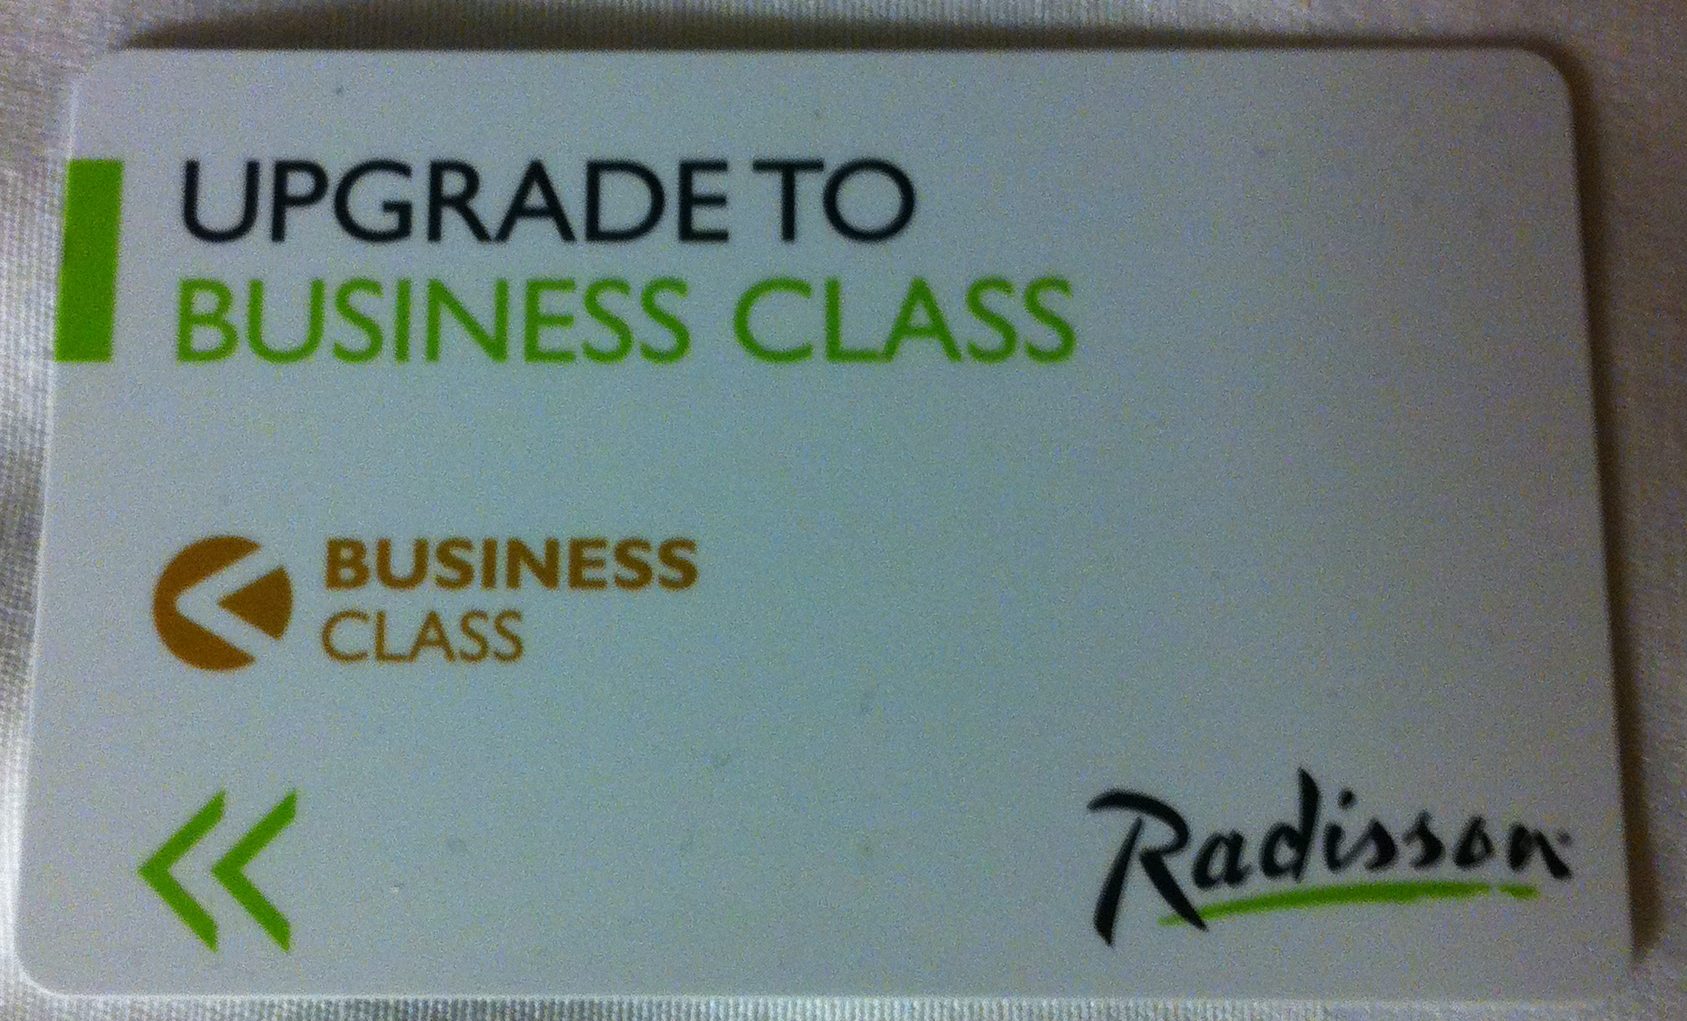 UPGRADE TO
BUSINESS CLASS
BUSINESS
CLASS
Radisson